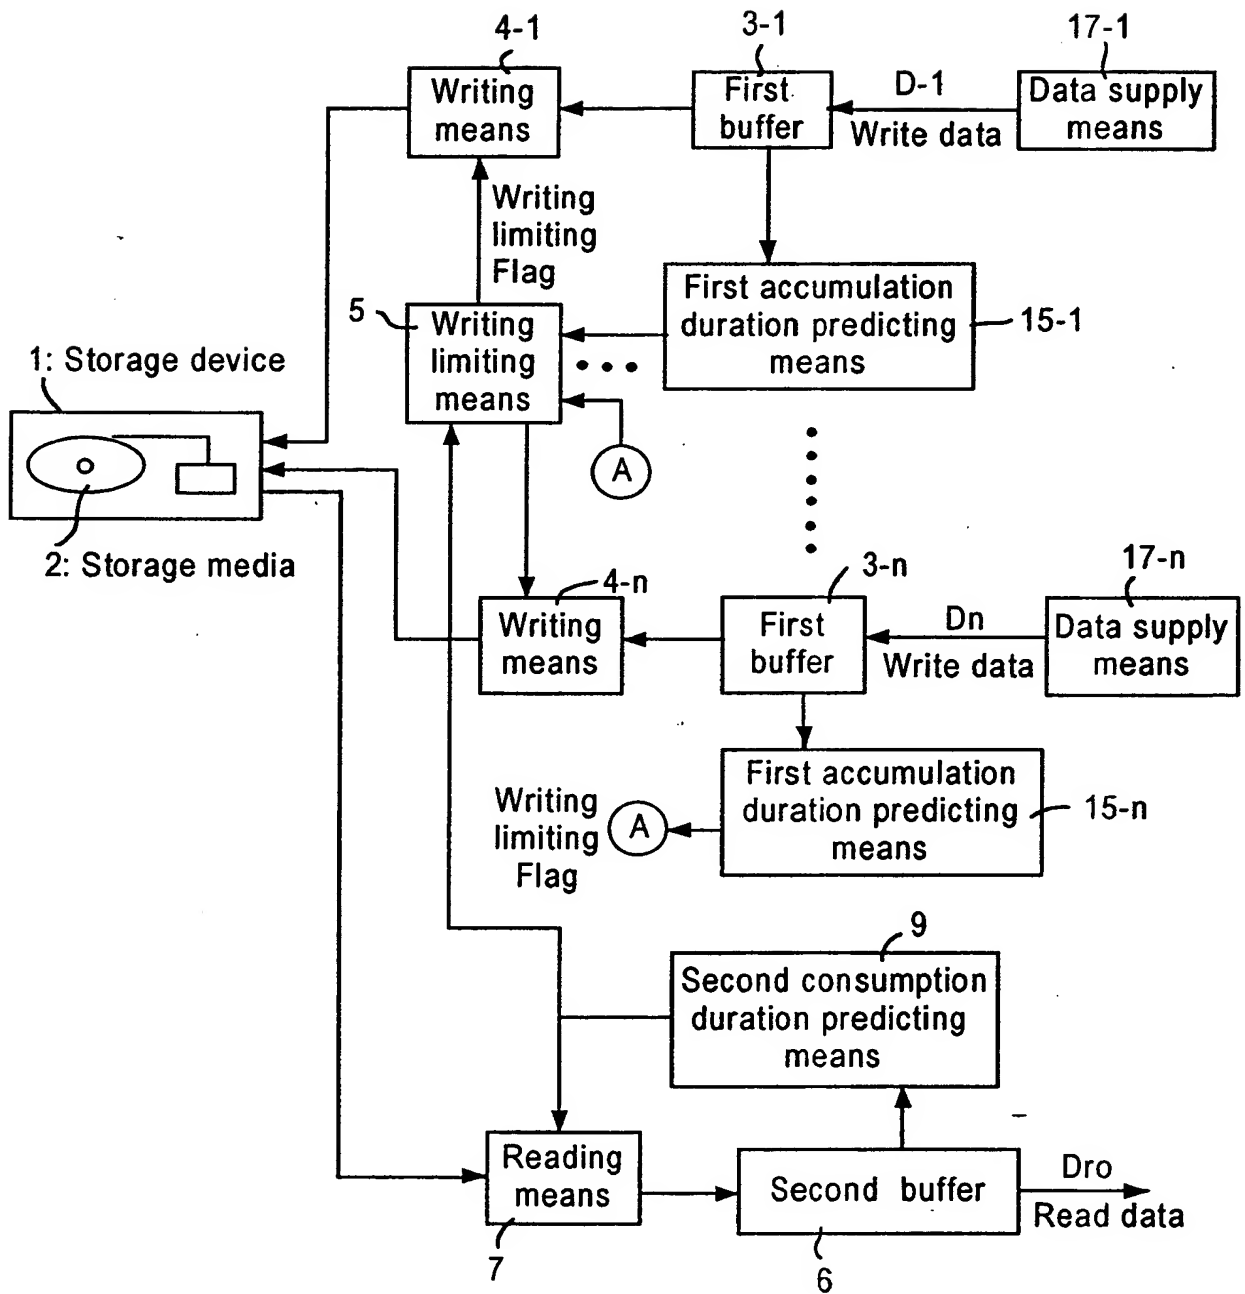 4-1
3-1
17-1
Writing
means
First
buffer
D-1
Write data
Data supply
means
Writing
limiting
Flag
5
Writing
limiting
means
First accumulation
duration predicting
means
15-1
1: Storage device
A
2: Storage media
4-n
3-n
17-n
Writing
means
First
buffer
Dn
Write data
Data supply
means
Writing
limiting
Flag
A
First accumulation
duration predicting
means
15-n
9
Second consumption
duration predicting
means
Reading
means
7
Second buffer
6
Dro
Read data